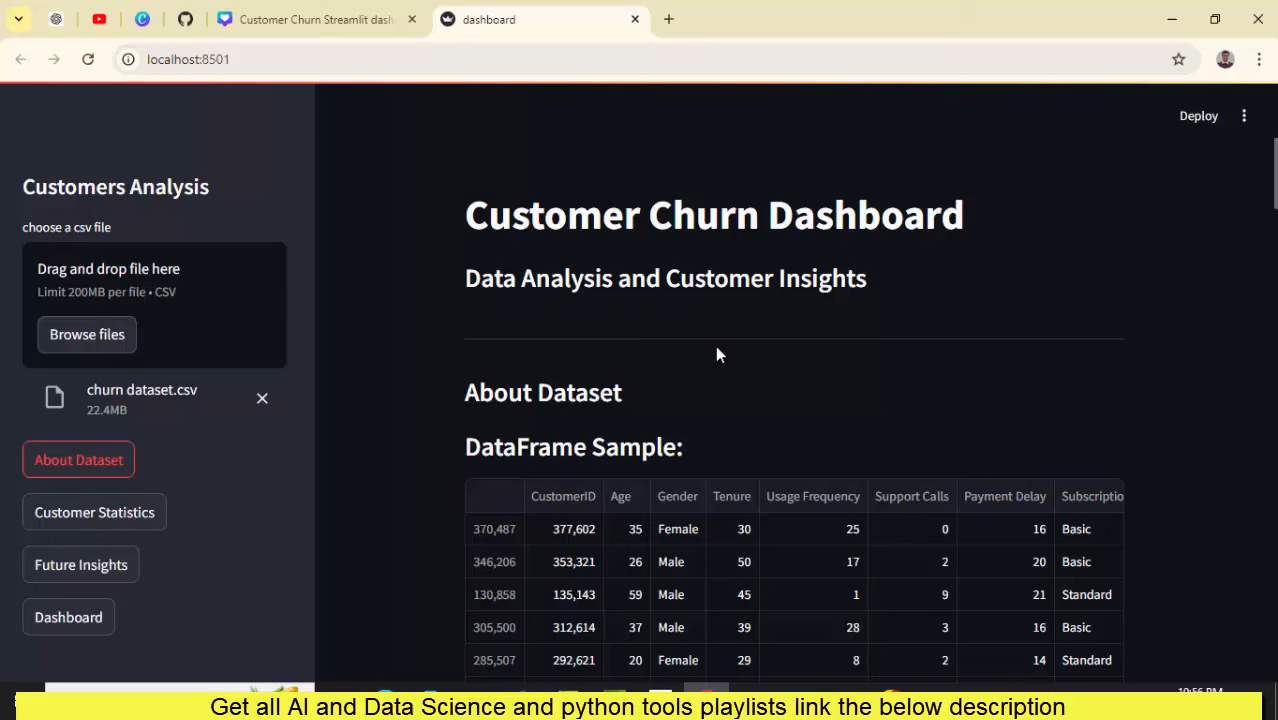 Customer Churn Streamlit dash
dashboard
localhost:8501
Deploy
Customers Analysis
choose a csv file
Drag and drop file here
Limit 200MB per file • CSV
Browse files
churn dataset.csv
22.4MB
About Dataset
Customer Statistics
Future Insights
Dashboard
Customer Churn Dashboard
Data Analysis and Customer Insights
About Dataset
DataFrame Sample:
CustomerID Age Gender Tenure Usage Frequency Support Calls Payment Delay Subscriptio
370,487 377,602 35 Female 30 25 0 16 Basic
346,206 353,321 26 Male 50 17 2 20 Basic
130,858 135,143 59 Male 45 1 9 21 Standard
305,500 312,614 37 Male 39 28 3 16 Basic
285,507 292,621 20 Female 29 8 2 14 Standard
10:56 PM
Get all AI and Data Science and python tools playlists link the below description